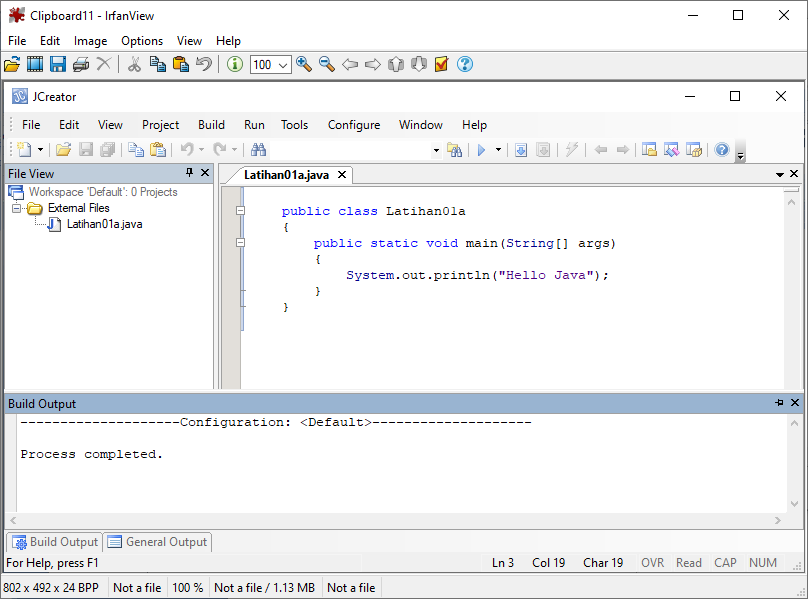 Clipboard11 - IrfanView
File Edit Image Options View Help
100
JCreator
File Edit View Project Build Run Tools Configure Window Help
File View
Latihan01a.java
Workspace 'Default': 0 Projects
External Files
Latihan01a.java
public class Latihan01a
{
public static void main(String[] args)
{
System.out.println("Hello Java");
}
}
Build Output
--------------------Configuration: <Default>--------------------
Process completed.
Build Output General Output
For Help, press F1 Ln 3 Col 19 Char 19 OVR Read CAP NUM
802 x 492 x 24 BPP Not a file 100 % Not a file / 1.13 MB Not a file